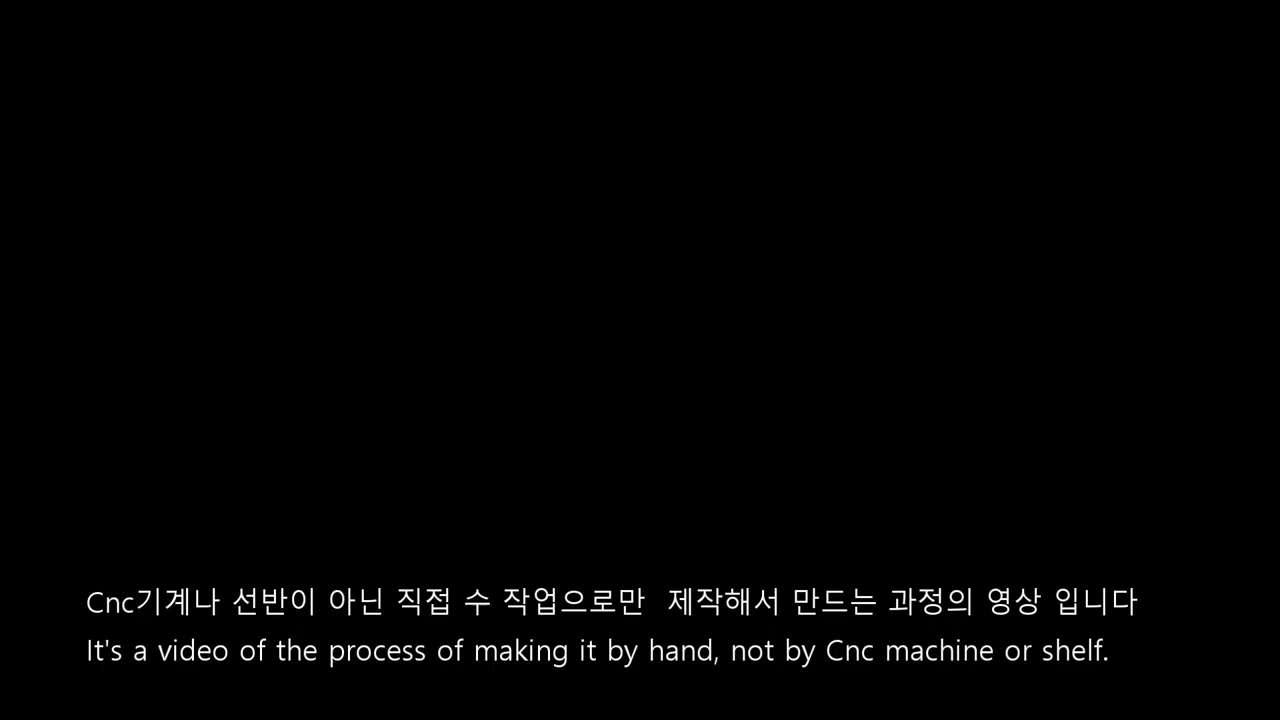 Cnc기계나 선반이 아닌 직접 수 작업으로만  제작해서 만드는 과정의 영상 입니다
It's a video of the process of making it by hand, not by Cnc machine or shelf.